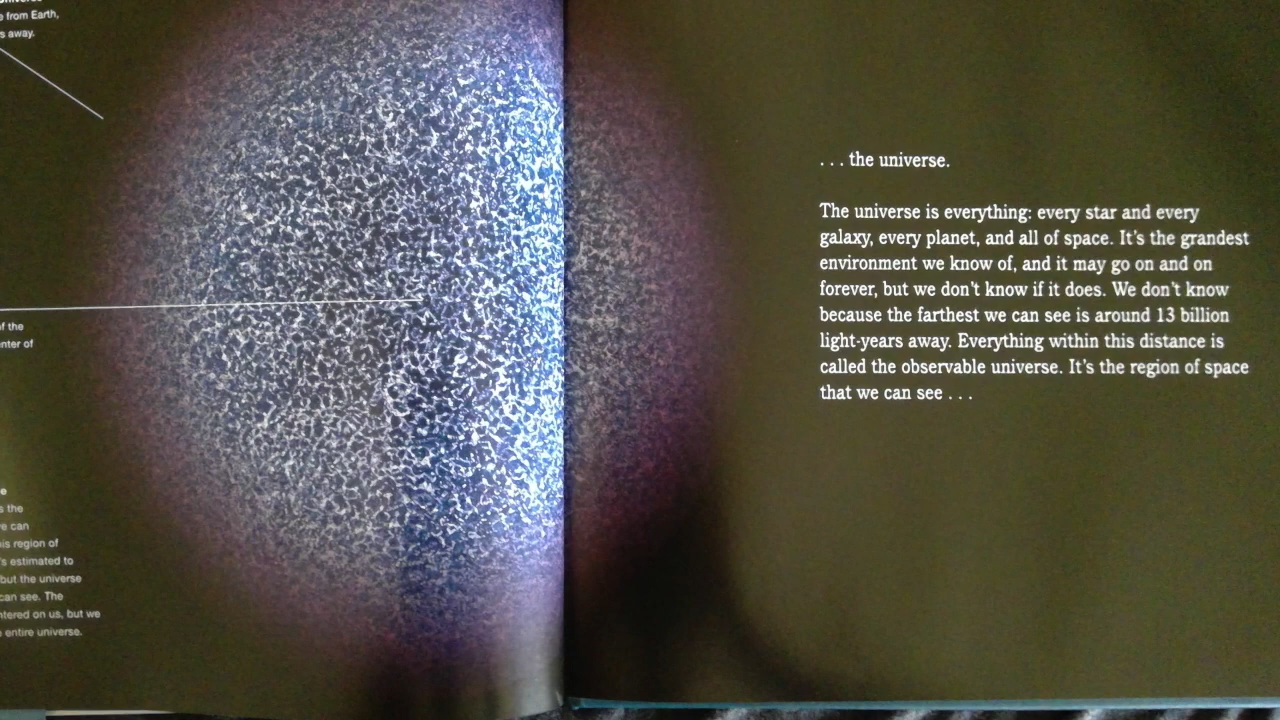 e from Earth,
s away.
f the
nter of
e
s the
e can
is region of
's estimated to
but the universe
can see. The
ntered on us, but we
entire universe.
. . . the universe.
The universe is everything: every star and every
galaxy, every planet, and all of space. It's the grandest
environment we know of, and it may go on and on
forever, but we don't know if it does. We don't know
because the farthest we can see is around 13 billion
light-years away. Everything within this distance is
called the observable universe. It's the region of space
that we can see . . .